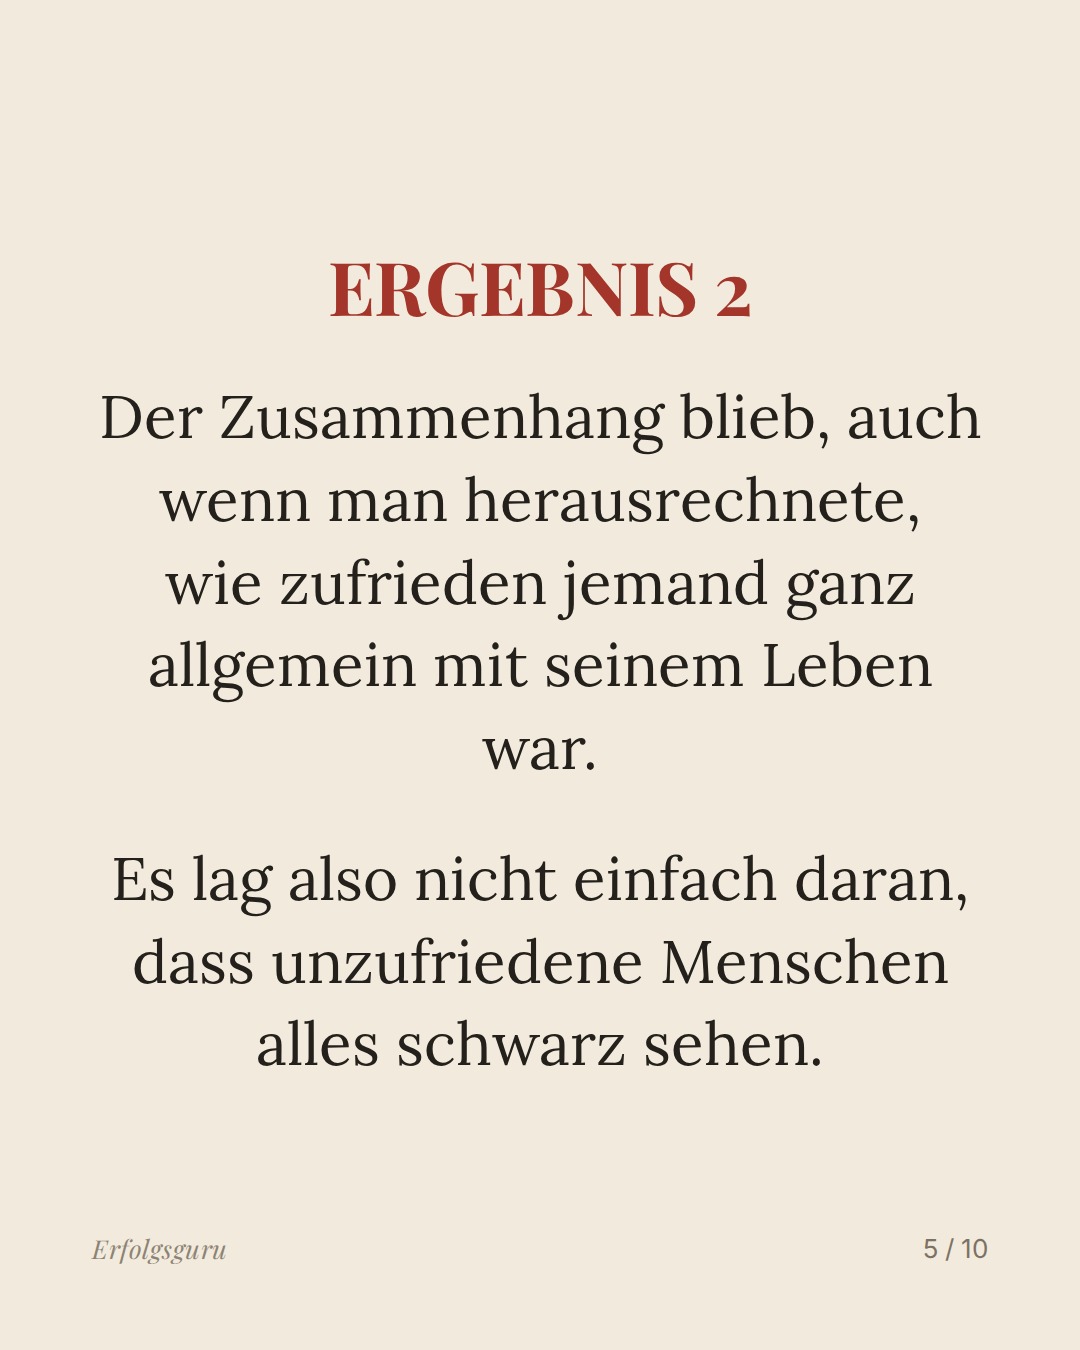 ERGEBNIS 2
Der Zusammenhang blieb, auch
wenn man herausrechnete,
wie zufrieden jemand ganz
allgemein mit seinem Leben
war.
Es lag also nicht einfach daran,
dass unzufriedene Menschen
alles schwarz sehen.
Erfolgsguru
5 / 10